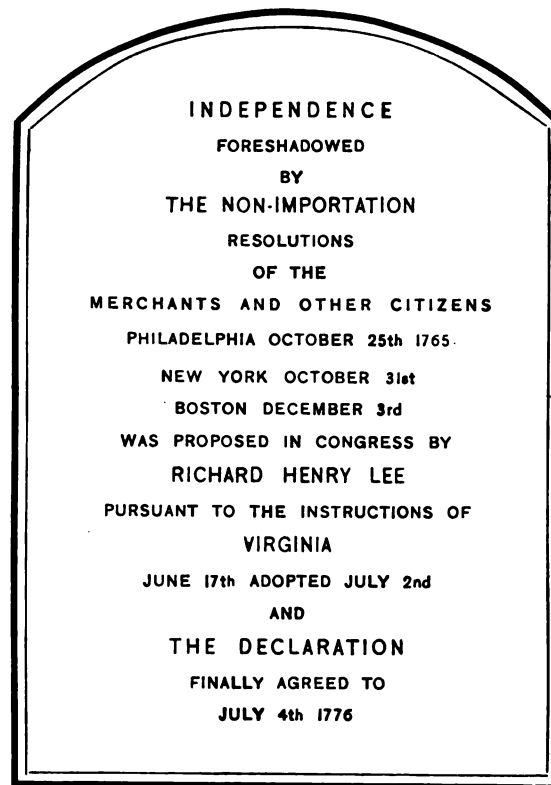 INDEPENDENCE
FORESHADOWED
BY
THE NON-IMPORTATION
RESOLUTIONS
OF THE
MERCHANTS AND OTHER CITIZENS
PHILADELPHIA OCTOBER 25th 1765
NEW YORK OCTOBER 31st
BOSTON DECEMBER 3rd
WAS PROPOSED IN CONGRESS BY
RICHARD HENRY LEE
PURSUANT TO THE INSTRUCTIONS OF
VIRGINIA
JUNE 17th ADOPTED JULY 2nd
AND
THE DECLARATION
FINALLY AGREED TO
JULY 4th 1776